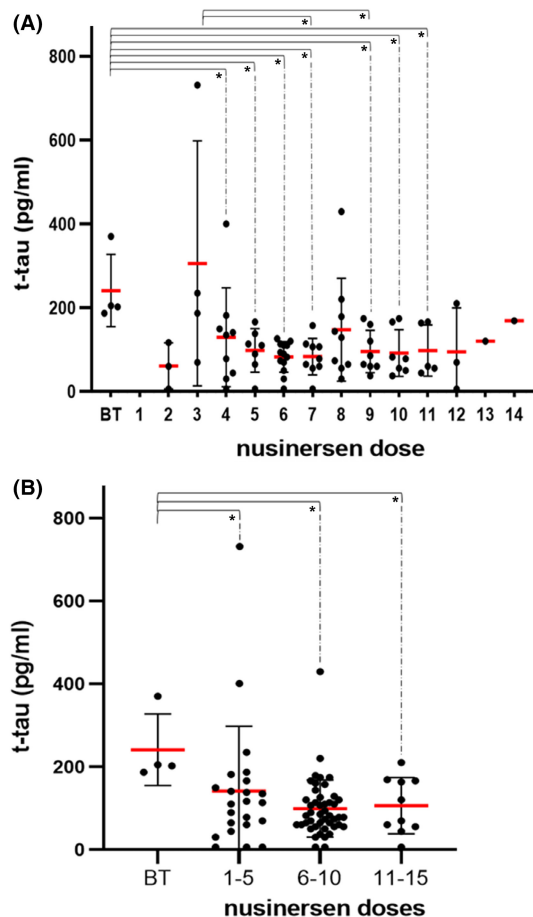 (A)
* *
* * * * * * * *
800
600
400
200
0
t-tau (pg/ml)
BT 1 2 3 4 5 6 7 8 9 10 11 12 13 14
nusinersen dose
(B)
* * *
800
600
400
200
0
t-tau (pg/ml)
BT 1-5 6-10 11-15
nusinersen doses